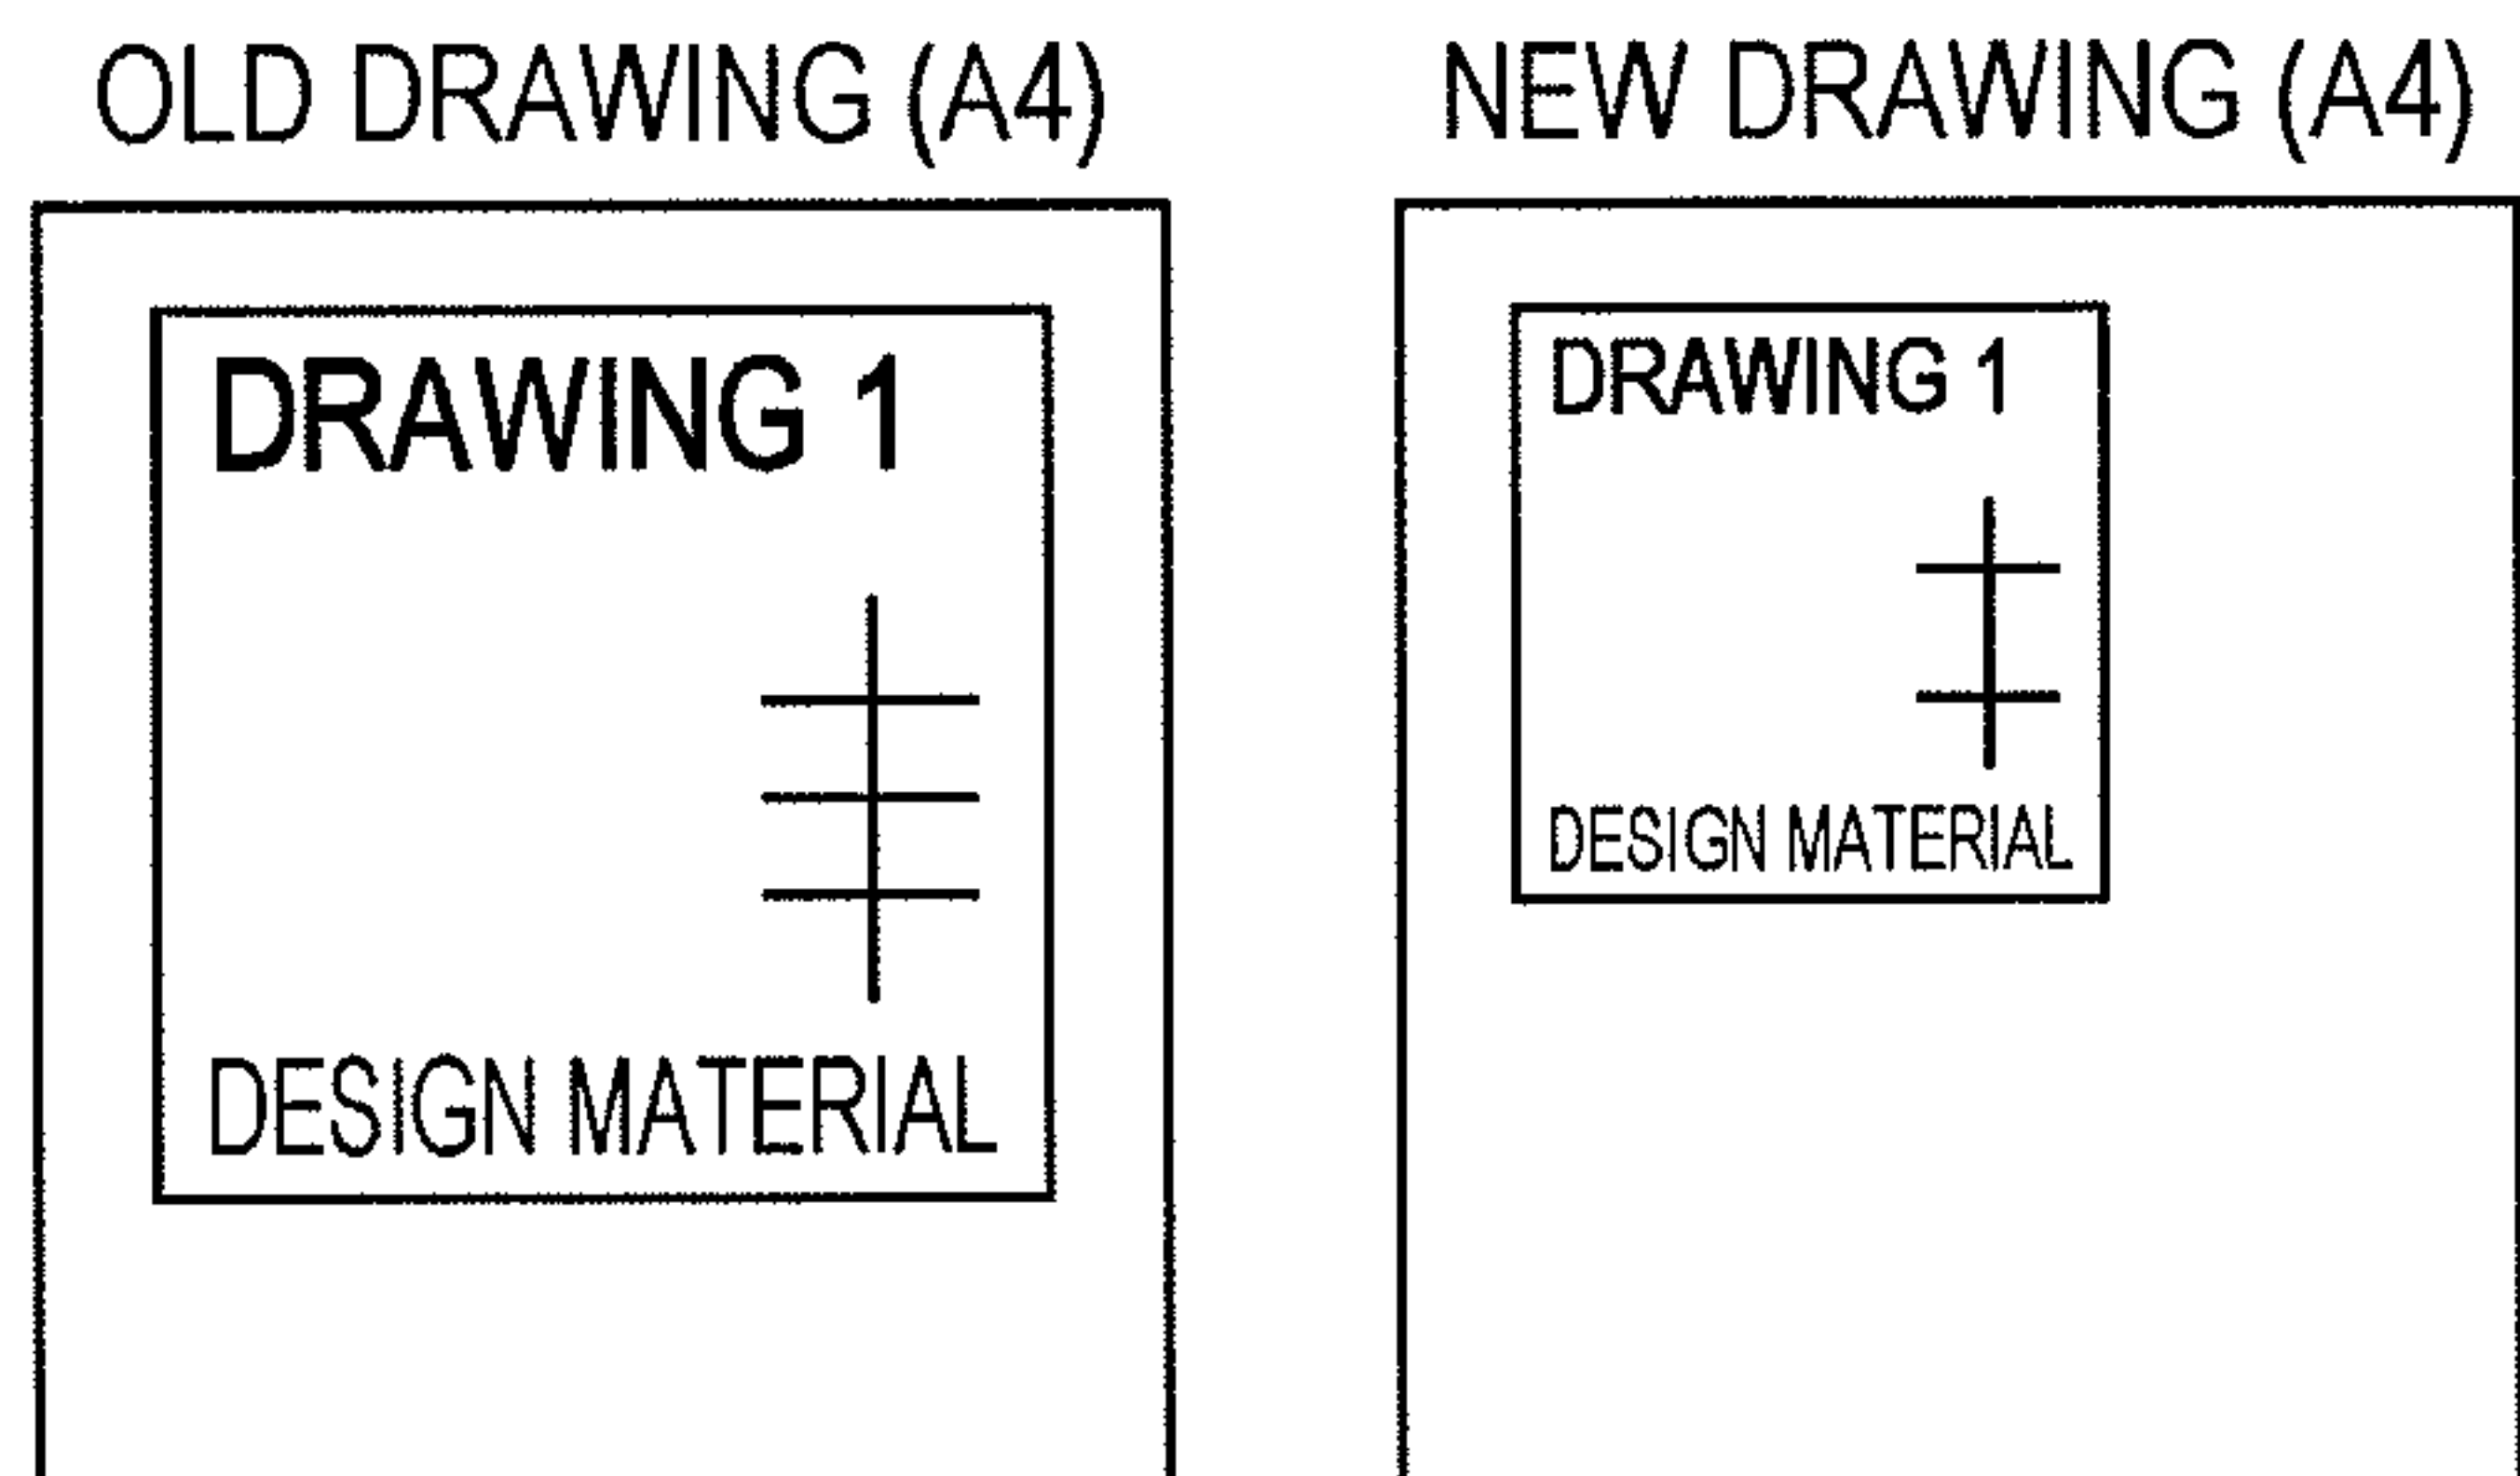 OLD DRAWING (A4)
DRAWING 1
DESIGN MATERIAL
NEW DRAWING (A4)
DRAWING 1
DESIGN MATERIAL